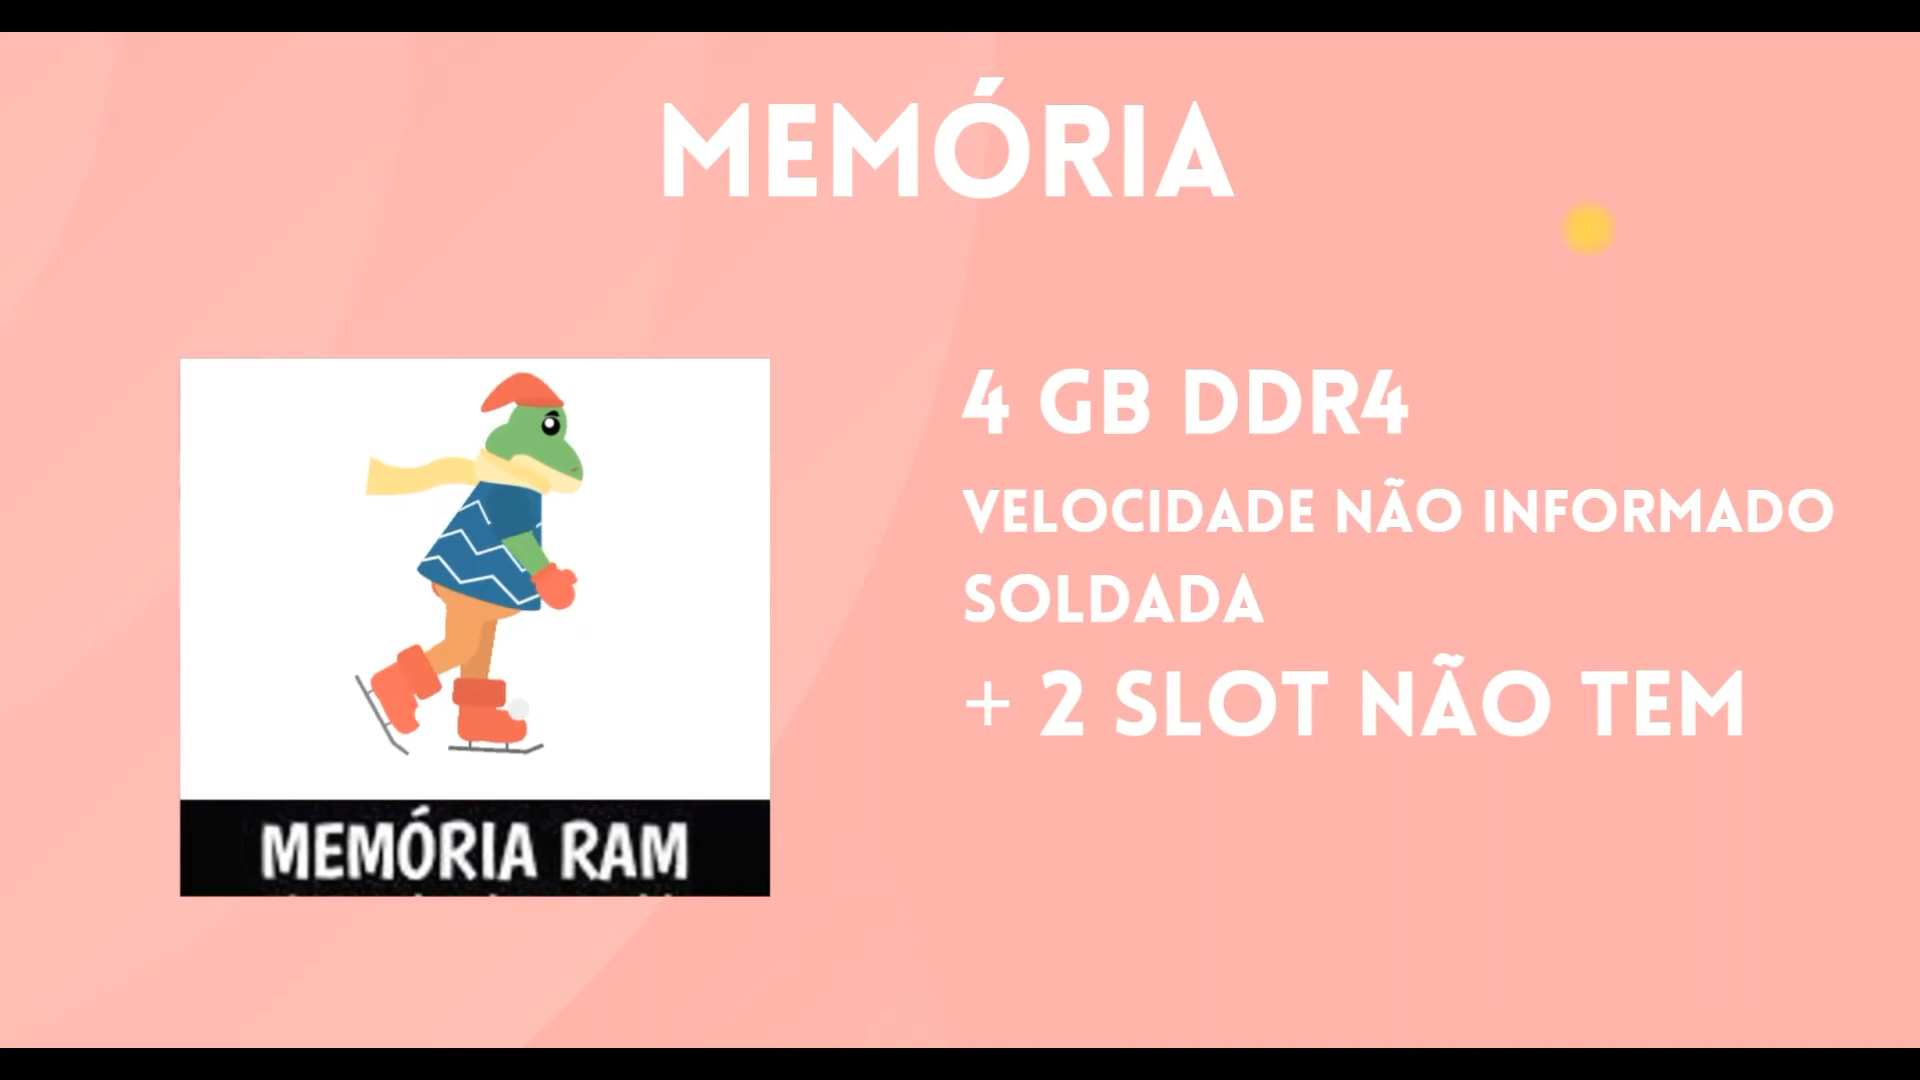 MEMÓRIA
4 GB DDR4
VELOCIDADE NÃO INFORMADO
SOLDADA
+ 2 SLOT NÃO TEM
MEMÓRIA RAM